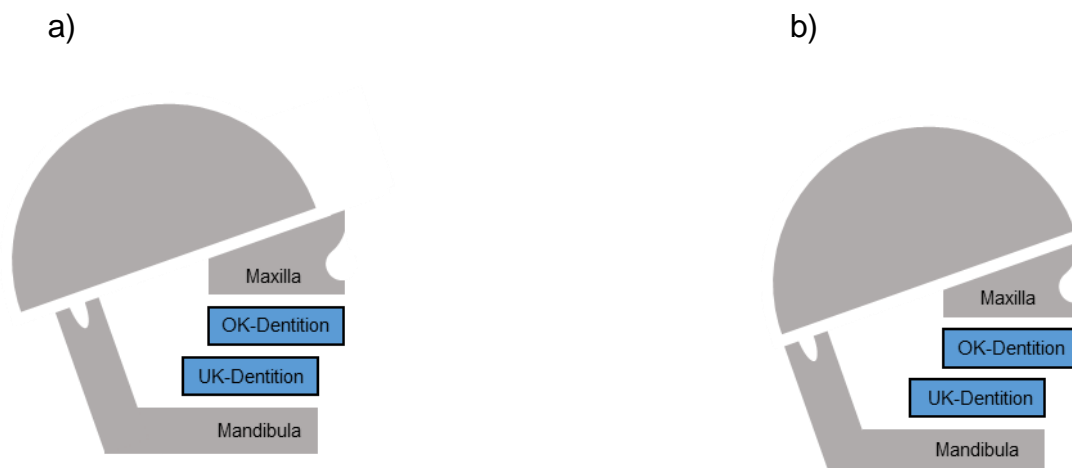 a)
b)
Maxilla
OK-Dentition
UK-Dentition
Mandibula
Maxilla
OK-Dentition
UK-Dentition
Mandibula